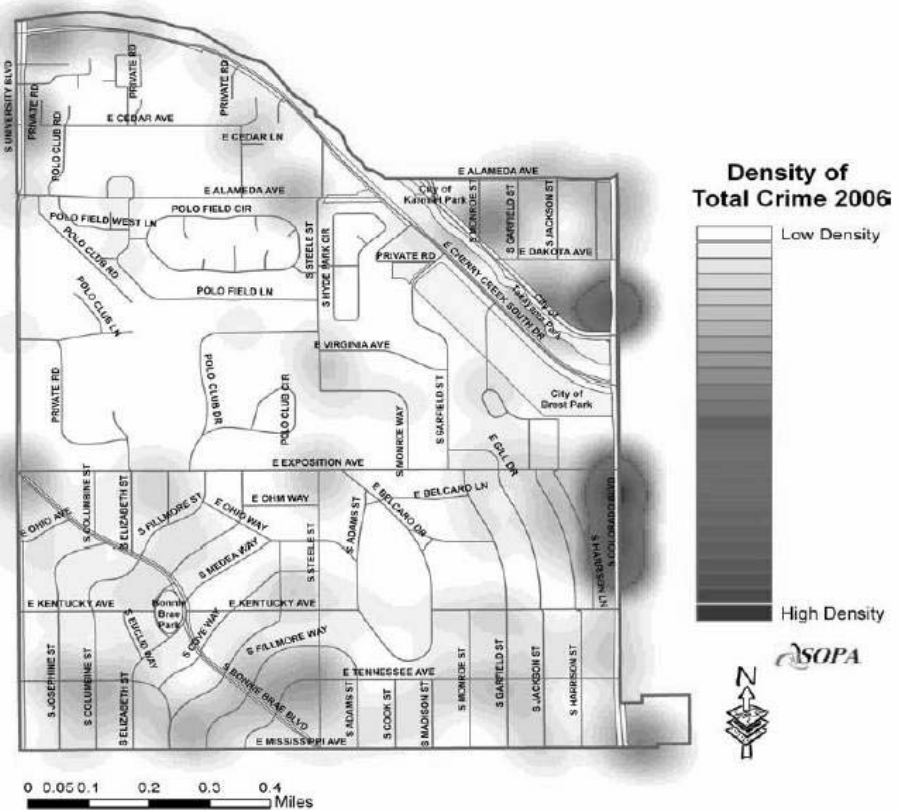 S UNIVERSITY BLVD
PRIVATE RD
PRIVATE RD
PRIVATE RD
POLO CLUB RD
E CEDAR AVE
E CEDAR LN
E ALAMEDA AVE
E ALAMEDA AVE
City of
Karmiel Park
S MONROE ST
S GARFIELD ST
S JACKSON ST
E DAKOTA AVE
POLO FIELD WEST LN
POLO FIELD CIR
POLO CLUB RD
S STEELE ST
S HYDE PARK CIR
PRIVATE RD
E CHERRY CREEK SOUTH DR
City of
Takayama Park
POLO FIELD LN
POLO CLUB LN
E VIRGINIA AVE
PRIVATE RD
POLO CLUB DR
POLO CLUB CIR
S MONROE WAY
S GARFIELD ST
City of
Brest Park
E EXPOSITION AVE
E GILL DR
S COLUMBINE ST
S ELIZABETH ST
S FILLMORE ST
E OHIO AVE
E OHIO WAY
E OHM WAY
S MEDEA WAY
S STEELE ST
S ADAMS ST
E BELCARO DR
E BELCARO LN
S HARRISON LN
S COLORADO BLVD
E KENTUCKY AVE
Bonnie
Brae
Park
E KENTUCKY AVE
S EUCLID WAY
S COVE WAY
S FILLMORE WAY
S BONNIE BRAE BLVD
E TENNESSEE AVE
S JOSEPHINE ST
S COLUMBINE ST
S ELIZABETH ST
S ADAMS ST
S COOK ST
S MADISON ST
S MONROE ST
S GARFIELD ST
S JACKSON ST
S HARRISON ST
E MISSISSIPPI AVE
0 0.05 0.1 0.2 0.3 0.4
Miles
Density of
Total Crime 2006
Low Density
High Density
SOPA
N